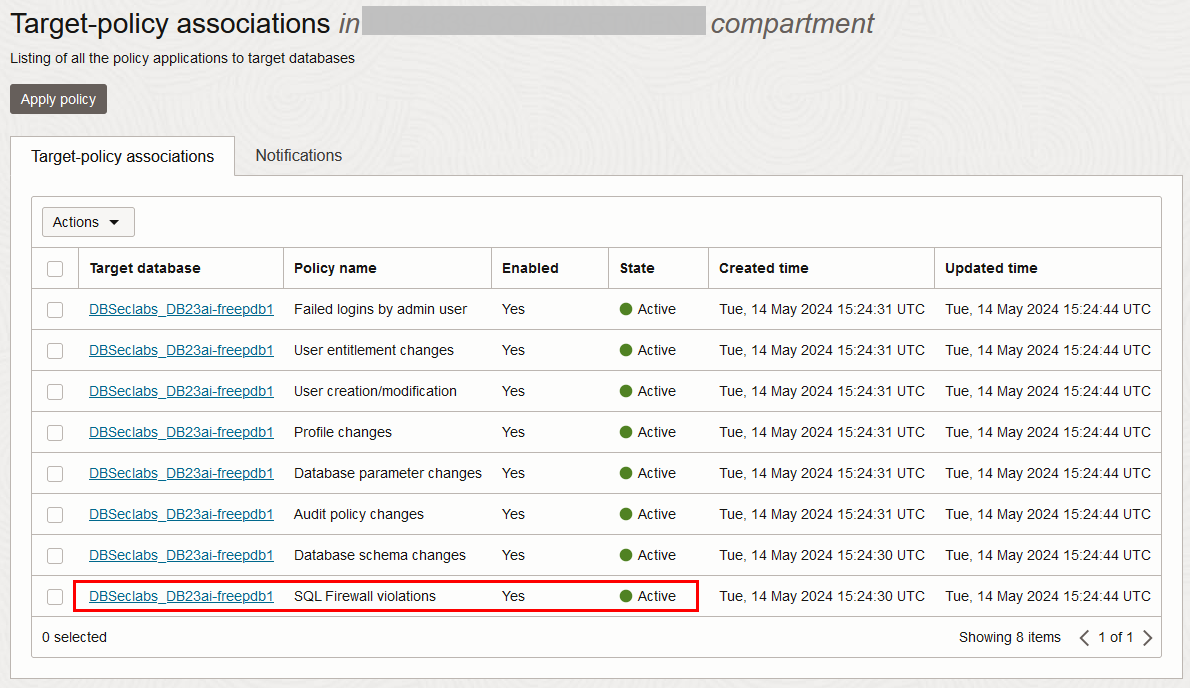 Target-policy associations in compartment
Listing of all the policy applications to target databases
Apply policy
Target-policy associations Notifications
Actions
Target database Policy name Enabled State Created time Updated time
DBSeclabs_DB23ai-freepdb1 Failed logins by admin user Yes Active Tue, 14 May 2024 15:24:31 UTC Tue, 14 May 2024 15:24:44 UTC
DBSeclabs_DB23ai-freepdb1 User entitlement changes Yes Active Tue, 14 May 2024 15:24:31 UTC Tue, 14 May 2024 15:24:44 UTC
DBSeclabs_DB23ai-freepdb1 User creation/modification Yes Active Tue, 14 May 2024 15:24:31 UTC Tue, 14 May 2024 15:24:44 UTC
DBSeclabs_DB23ai-freepdb1 Profile changes Yes Active Tue, 14 May 2024 15:24:31 UTC Tue, 14 May 2024 15:24:44 UTC
DBSeclabs_DB23ai-freepdb1 Database parameter changes Yes Active Tue, 14 May 2024 15:24:31 UTC Tue, 14 May 2024 15:24:44 UTC
DBSeclabs_DB23ai-freepdb1 Audit policy changes Yes Active Tue, 14 May 2024 15:24:31 UTC Tue, 14 May 2024 15:24:44 UTC
DBSeclabs_DB23ai-freepdb1 Database schema changes Yes Active Tue, 14 May 2024 15:24:30 UTC Tue, 14 May 2024 15:24:44 UTC
DBSeclabs_DB23ai-freepdb1 SQL Firewall violations Yes Active Tue, 14 May 2024 15:24:30 UTC Tue, 14 May 2024 15:24:44 UTC
0 selected Showing 8 items 1 of 1